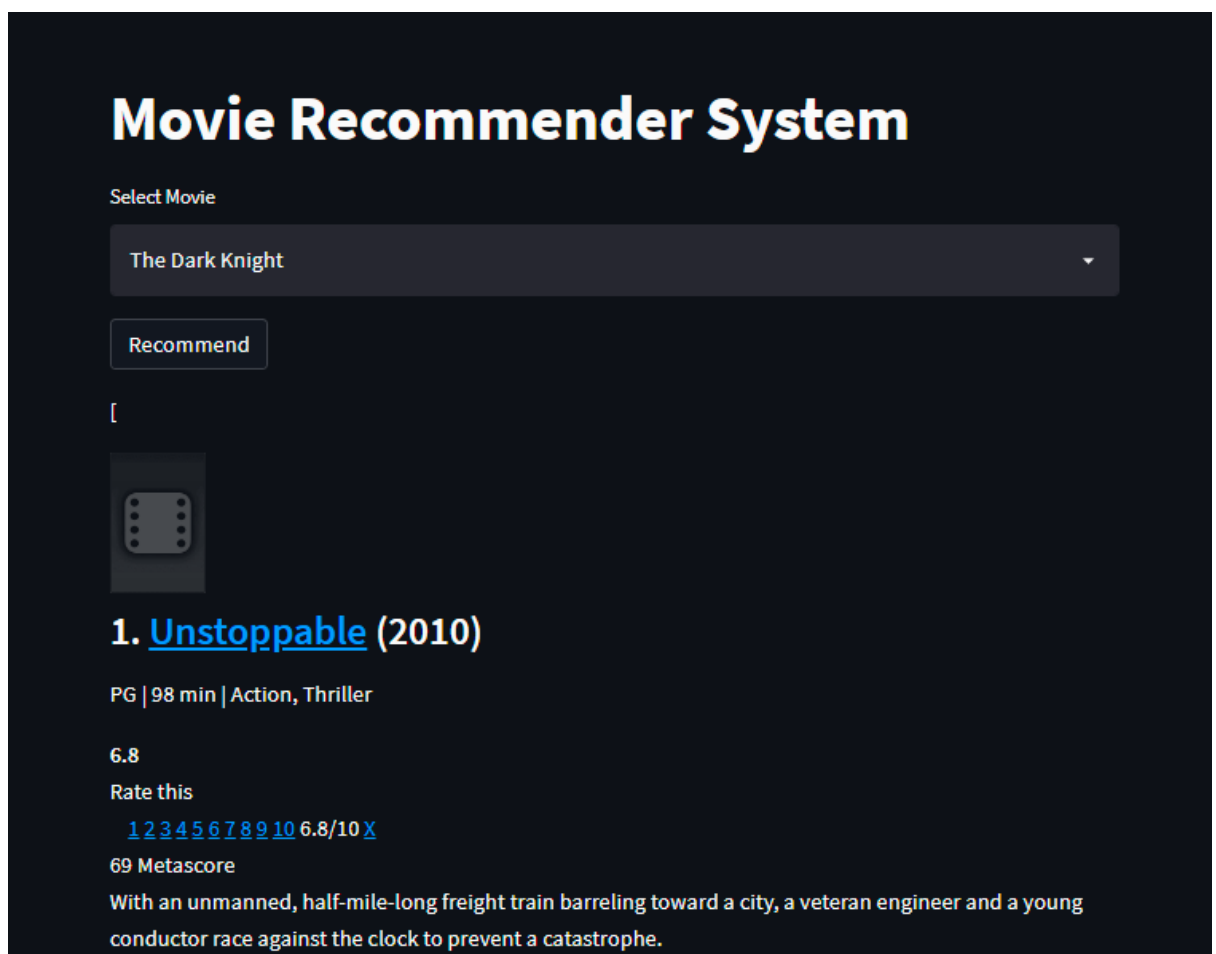 Movie Recommender System
Select Movie
The Dark Knight
Recommend
[
1. Unstoppable (2010)
PG | 98 min | Action, Thriller
6.8
Rate this
1 2 3 4 5 6 7 8 9 10 6.8/10 X
69 Metascore
With an unmanned, half-mile-long freight train barreling toward a city, a veteran engineer and a young
conductor race against the clock to prevent a catastrophe.